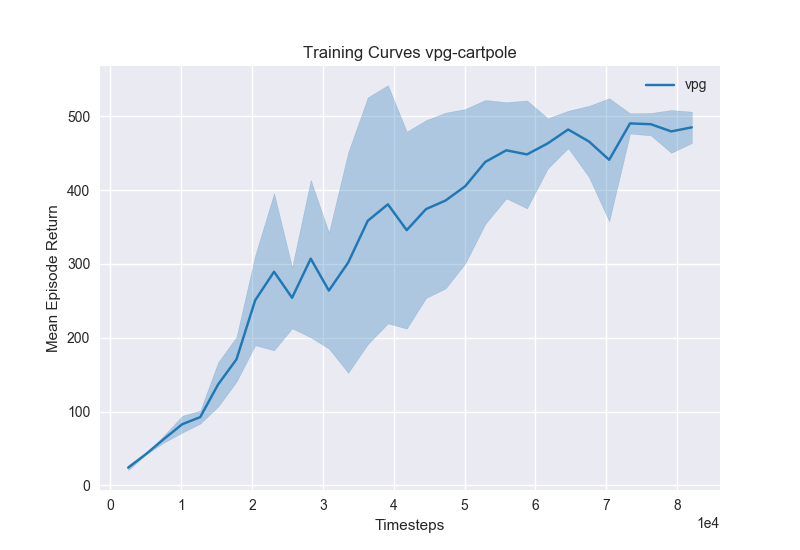 Training Curves vpg-cartpole
vpg
500
400
300
200
100
0
Mean Episode Return
0 1 2 3 4 5 6 7 8
1e4
Timesteps